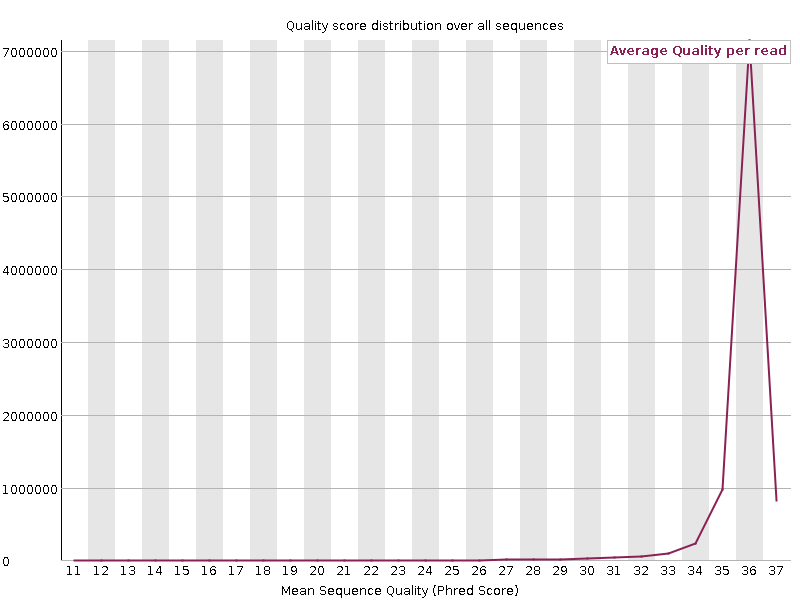 Quality score distribution over all sequences
Average Quality per read
7000000
6000000
5000000
4000000
3000000
2000000
1000000
0
11 12 13 14 15 16 17 18 19 20 21 22 23 24 25 26 27 28 29 30 31 32 33 34 35 36 37
Mean Sequence Quality (Phred Score)